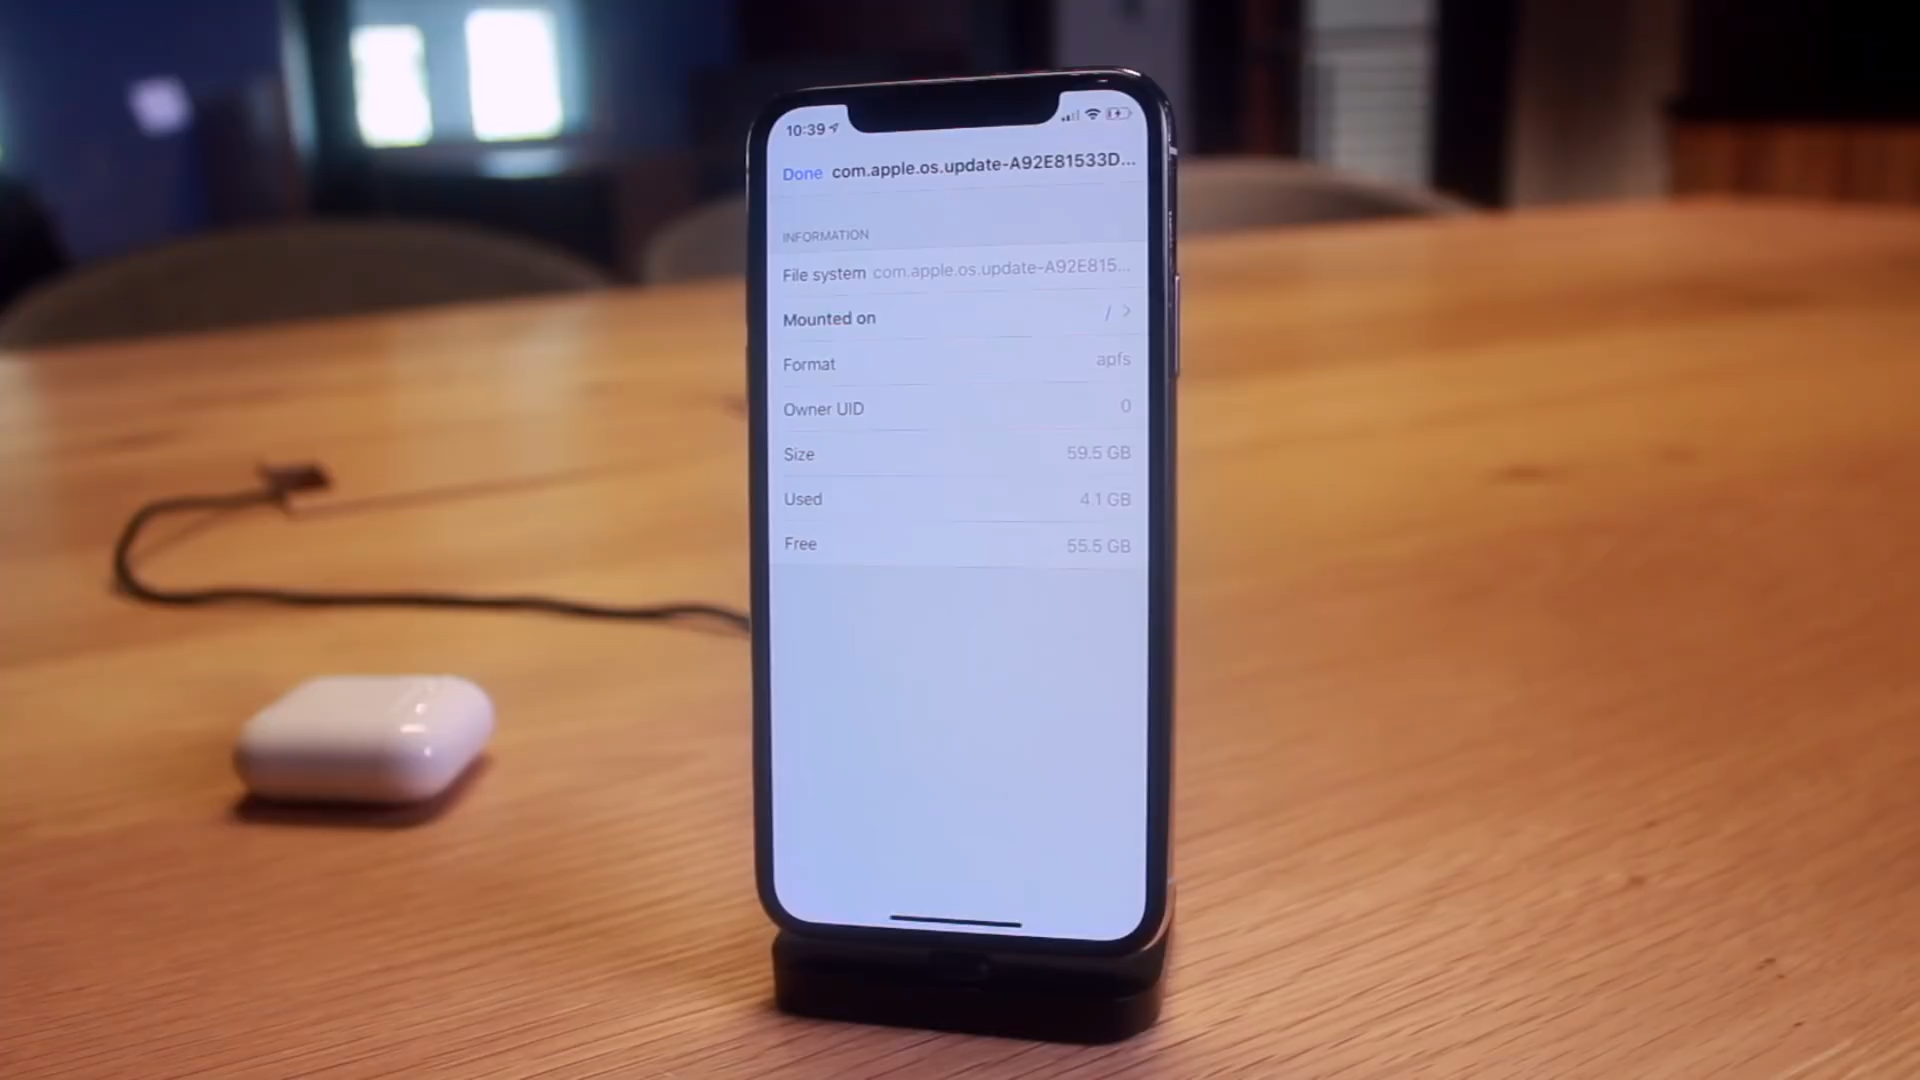 10:39
Done com.apple.os.update-A92E81533D...
INFORMATION
File system com.apple.os.update-A92E815...
Mounted on /
Format apfs
Owner UID 0
Size 59.5 GB
Used 4.1 GB
Free 55.5 GB